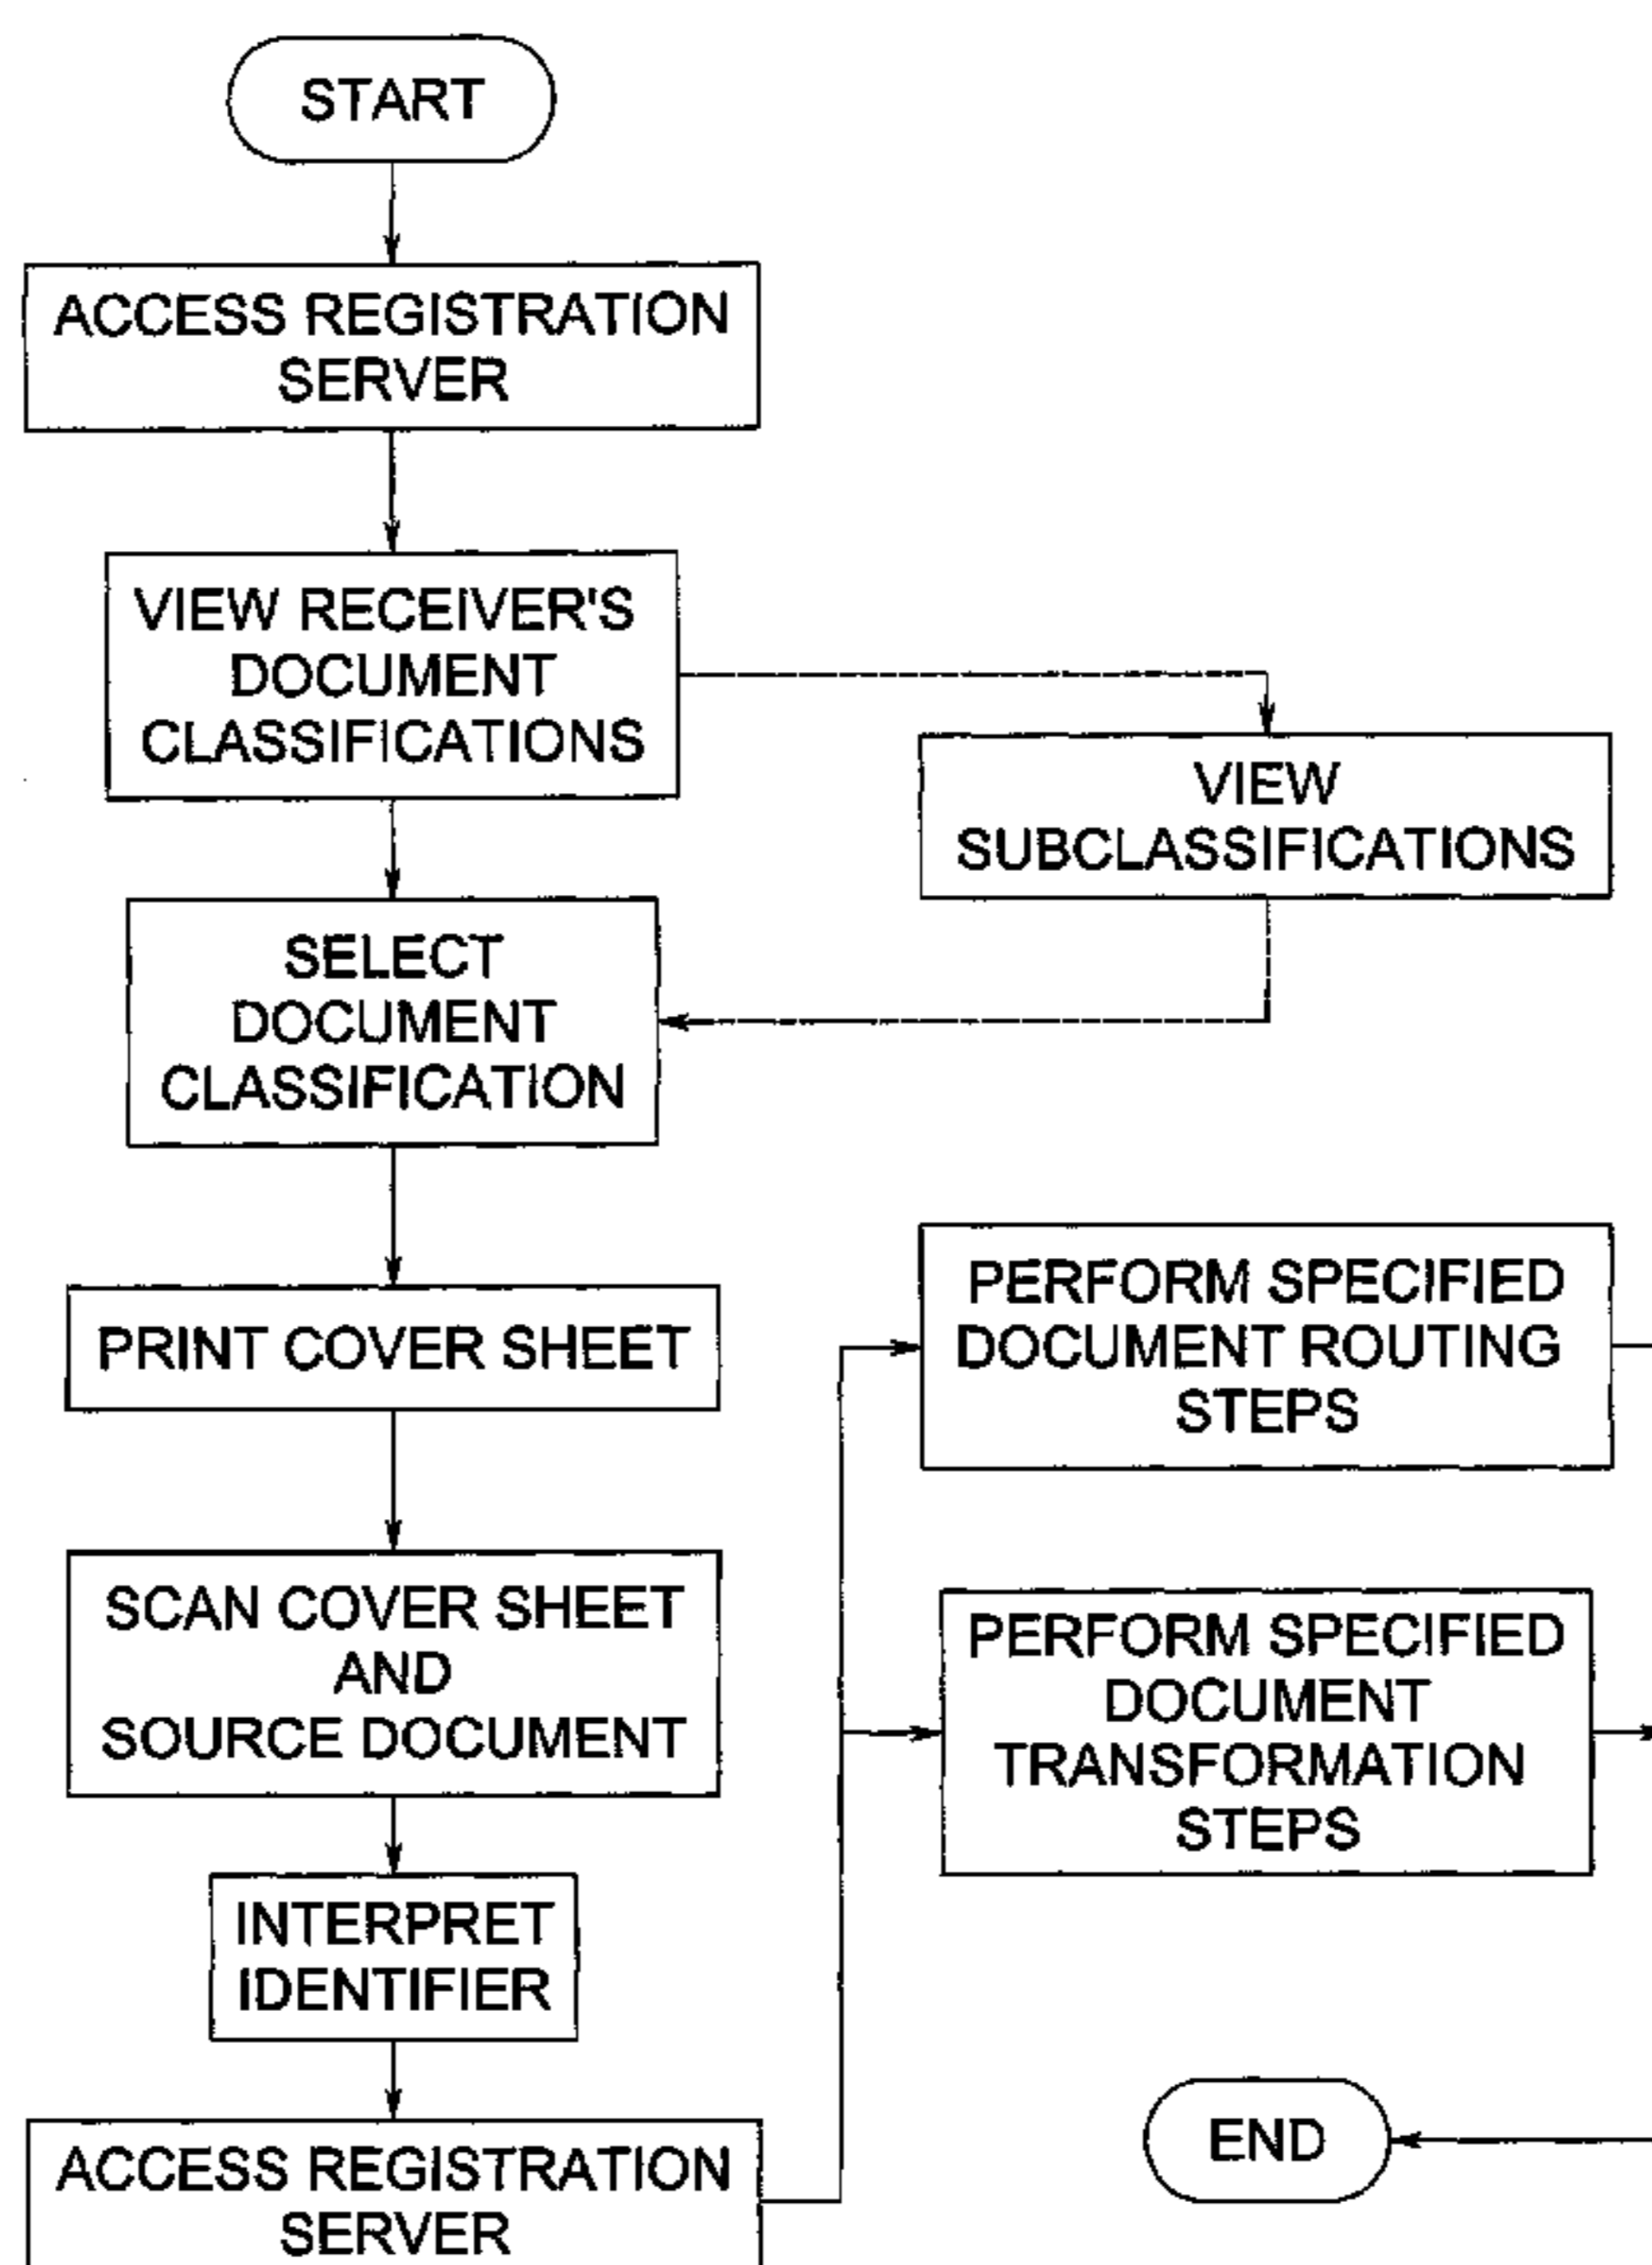 START
ACCESS REGISTRATION
SERVER
VIEW RECEIVER'S
DOCUMENT
CLASSIFICATIONS
VIEW
SUBCLASSIFICATIONS
SELECT
DOCUMENT
CLASSIFICATION
PRINT COVER SHEET
SCAN COVER SHEET
AND
SOURCE DOCUMENT
INTERPRET
IDENTIFIER
ACCESS REGISTRATION
SERVER
PERFORM SPECIFIED
DOCUMENT ROUTING
STEPS
PERFORM SPECIFIED
DOCUMENT
TRANSFORMATION
STEPS
END